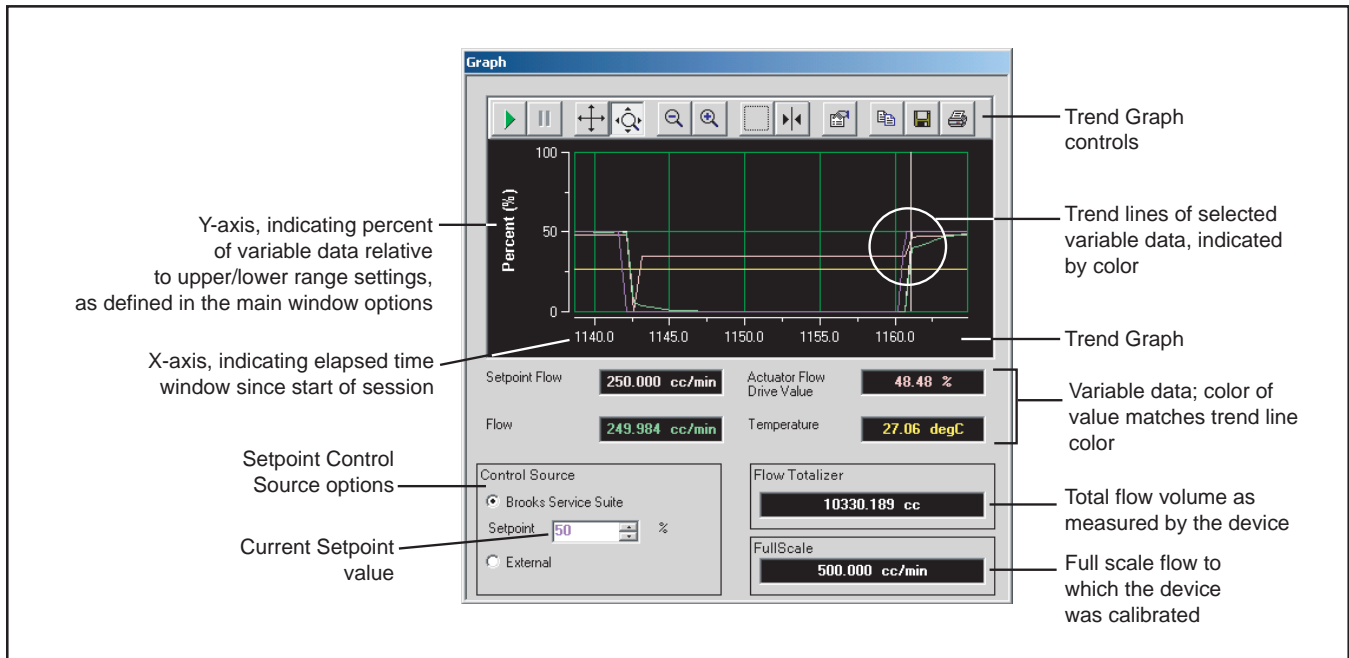 Graph
Trend Graph
controls
100
50
0
Percent (%)
1140.0 1145.0 1150.0 1155.0 1160.0
Y-axis, indicating percent
of variable data relative
to upper/lower range settings,
as defined in the main window options
Trend lines of selected
variable data, indicated
by color
X-axis, indicating elapsed time
window since start of session
Trend Graph
Setpoint Flow 250.000 cc/min Actuator Flow
Drive Value 48.48 %
Flow 249.984 cc/min Temperature 27.06 degC
Variable data; color of
value matches trend line
color
Setpoint Control
Source options
Control Source
Brooks Service Suite
Setpoint 50 %
External
Current Setpoint
value
Flow Totalizer
10330.189 cc
Total flow volume as
measured by the device
FullScale
500.000 cc/min
Full scale flow to
which the device
was calibrated